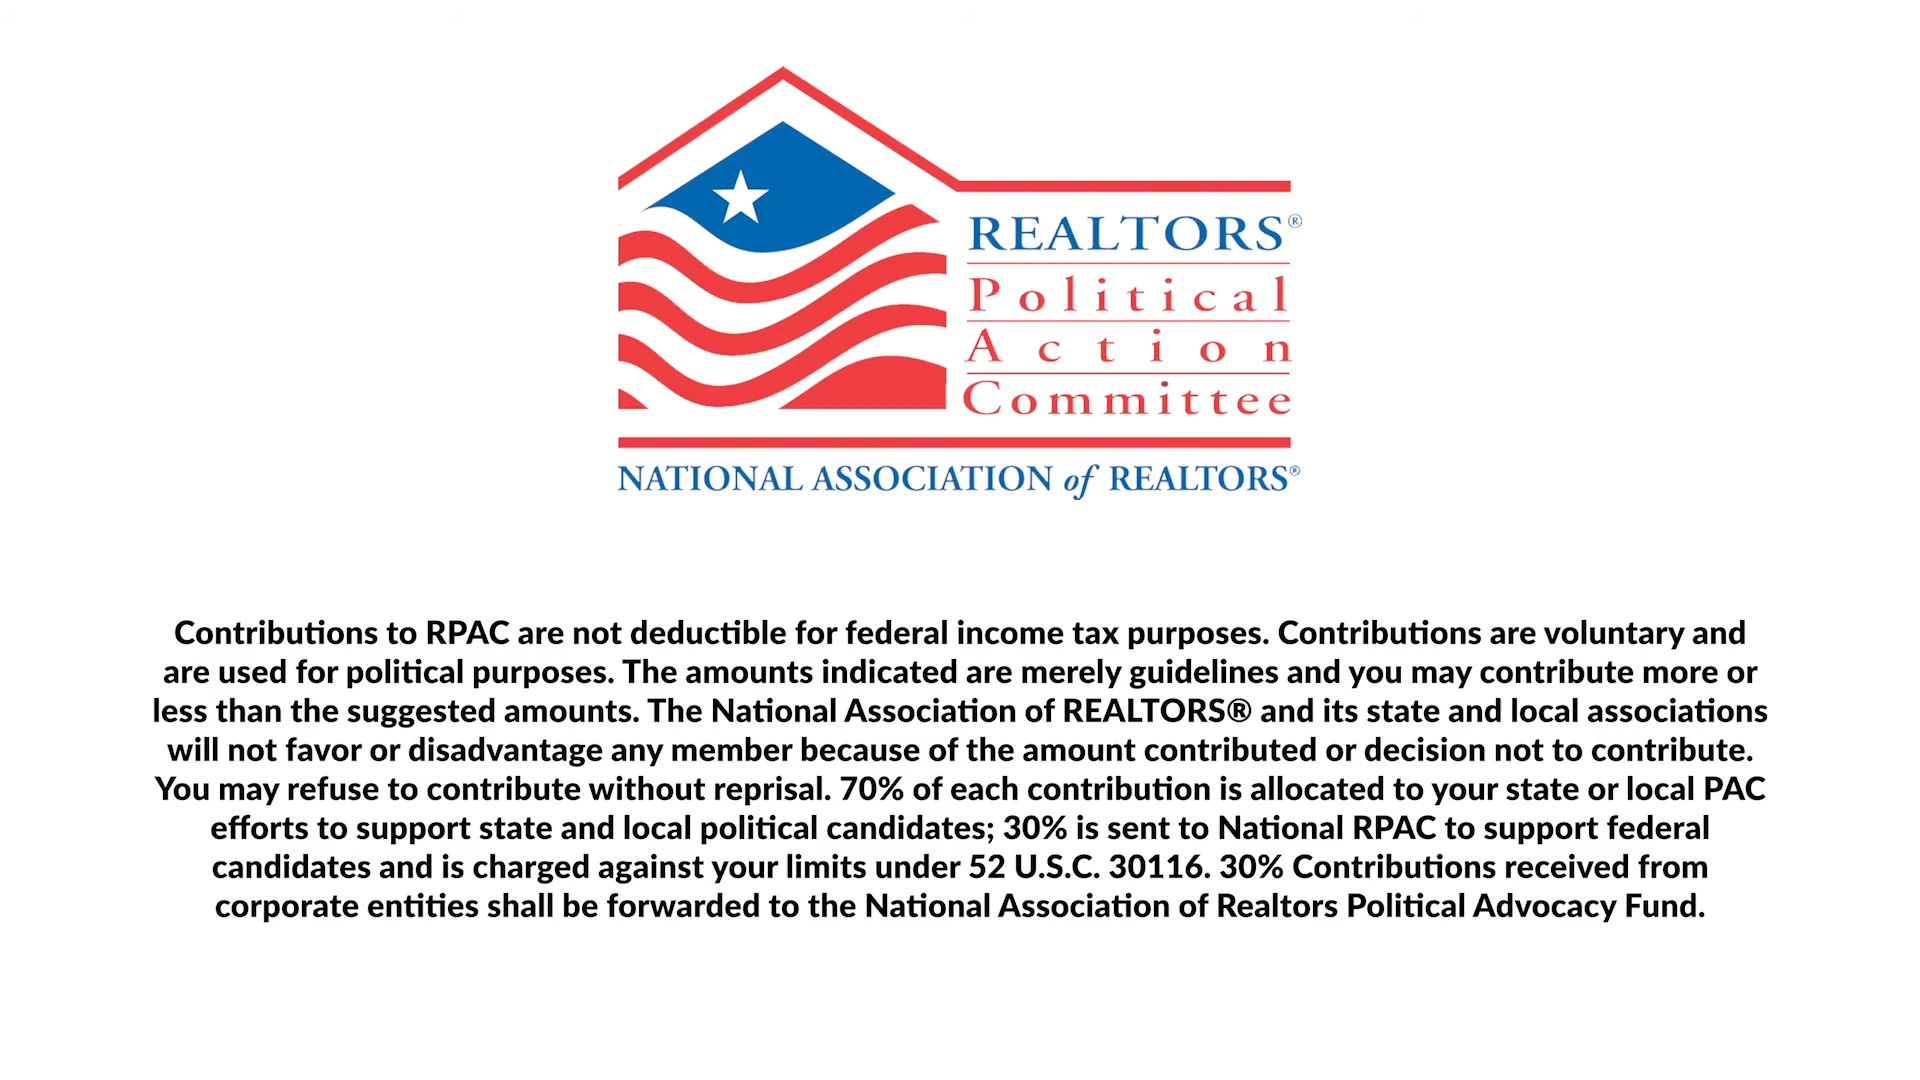 REALTORS®
Political
Action
Committee
NATIONAL ASSOCIATION of REALTORS®
Contributions to RPAC are not deductible for federal income tax purposes. Contributions are voluntary and
are used for political purposes. The amounts indicated are merely guidelines and you may contribute more or
less than the suggested amounts. The National Association of REALTORS® and its state and local associations
will not favor or disadvantage any member because of the amount contributed or decision not to contribute.
You may refuse to contribute without reprisal. 70% of each contribution is allocated to your state or local PAC
efforts to support state and local political candidates; 30% is sent to National RPAC to support federal
candidates and is charged against your limits under 52 U.S.C. 30116. 30% Contributions received from
corporate entities shall be forwarded to the National Association of Realtors Political Advocacy Fund.